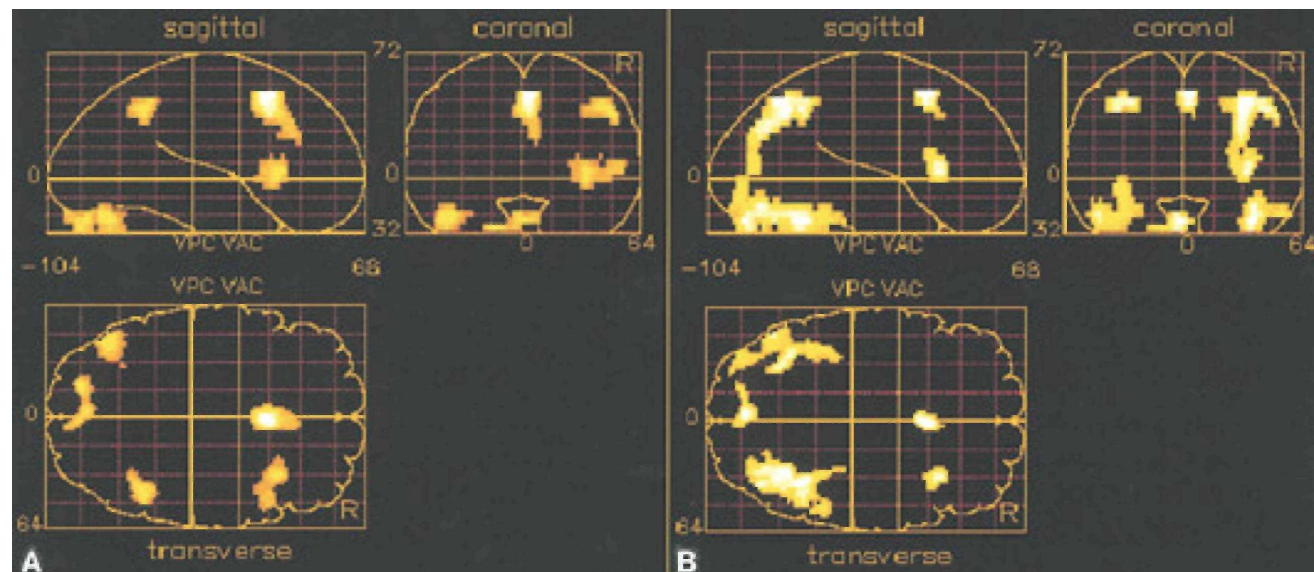 sagittal
coronal
72
R
0
0
32
VPC VAC
0
64
-104
68
VPC VAC
0
64
R
transverse
A
sagittal
coronal
72
R
0
0
32
VPC VAC
0
64
-104
68
VPC VAC
0
64
R
transverse
B